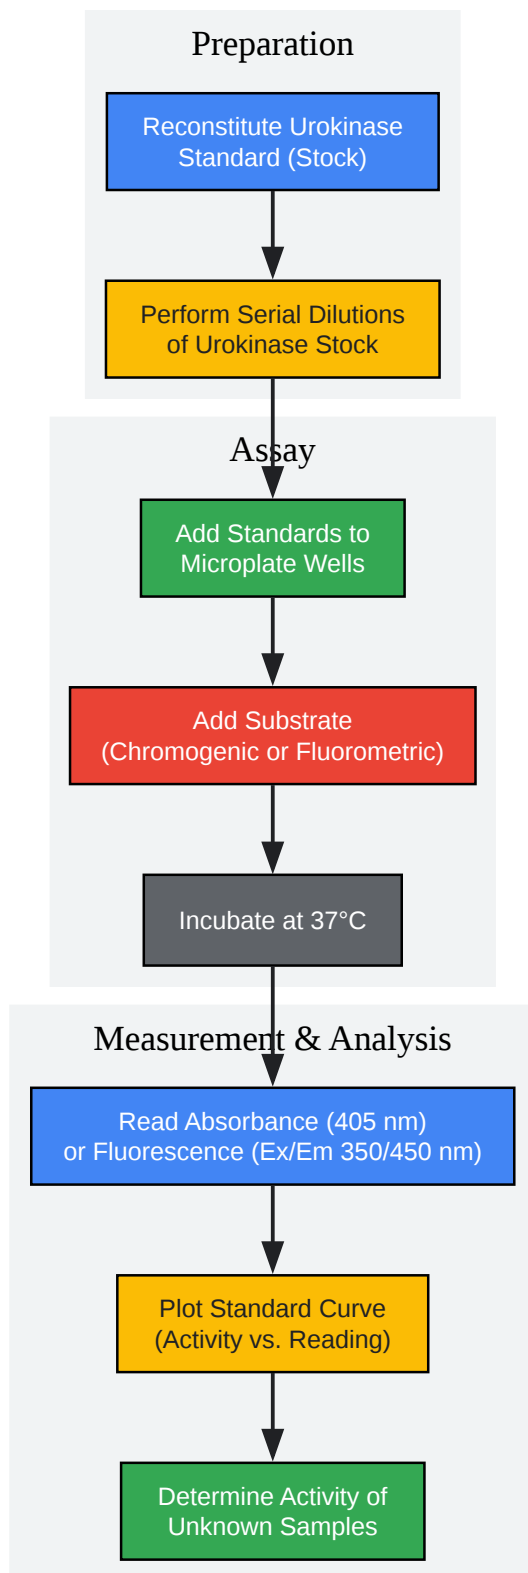 Preparation
Reconstitute Urokinase
Standard (Stock)
Perform Serial Dilutions
of Urokinase Stock
Assay
Add Standards to
Microplate Wells
Add Substrate
(Chromogenic or Fluorometric)
Incubate at 37°C
Measurement & Analysis
Read Absorbance (405 nm)
or Fluorescence (Ex/Em 350/450 nm)
Plot Standard Curve
(Activity vs. Reading)
Determine Activity of
Unknown Samples